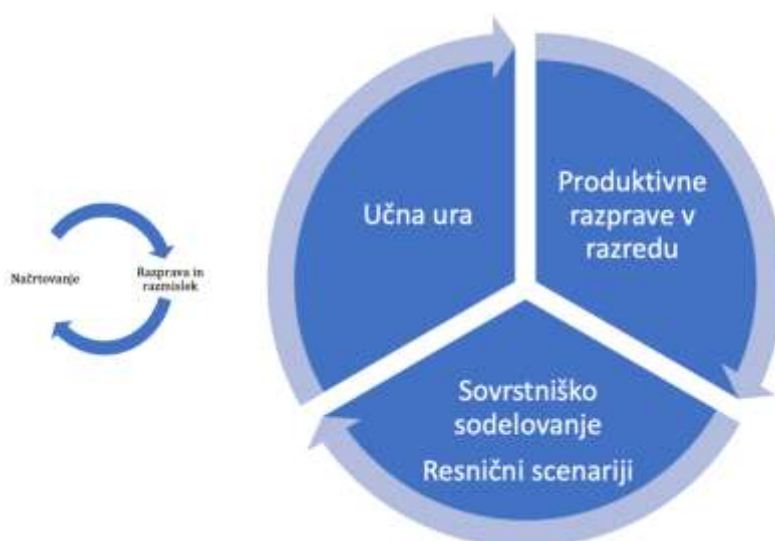 Načrtovanje
Razprava in
razmislek
Učna ura
Produktivne
razprave v
razredu
Sovrstniško
sodelovanje
Resnični scenariji